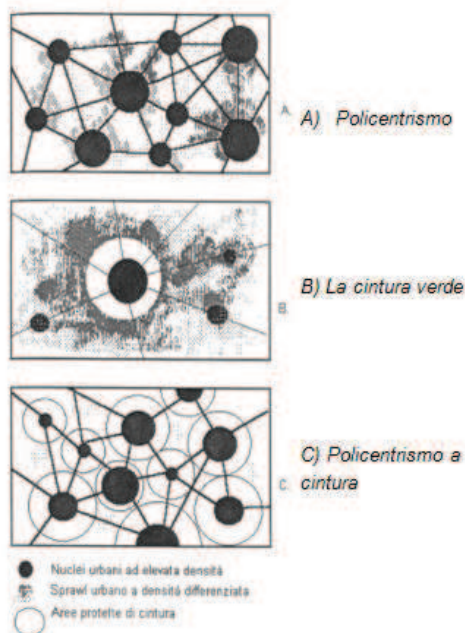 A.
A) Policentrismo
B.
B) La cintura verde
C.
C) Policentrismo a
cintura
Nuclei urbani ad elevata densità
Sprawl urbano a densità differenziata
Aree protette di cintura